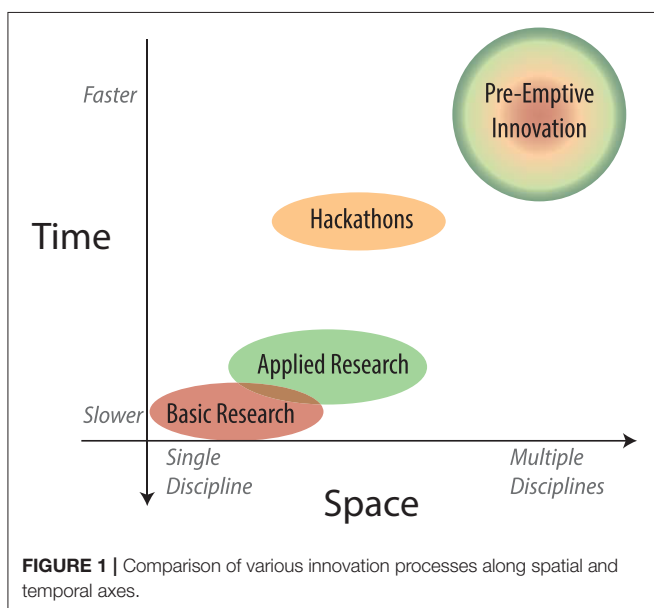 Faster
Pre-Emptive
Innovation
Hackathons
Time
Applied Research
Slower
Basic Research
Single
Discipline
Multiple
Disciplines
Space
FIGURE 1 | Comparison of various innovation processes along spatial and
temporal axes.